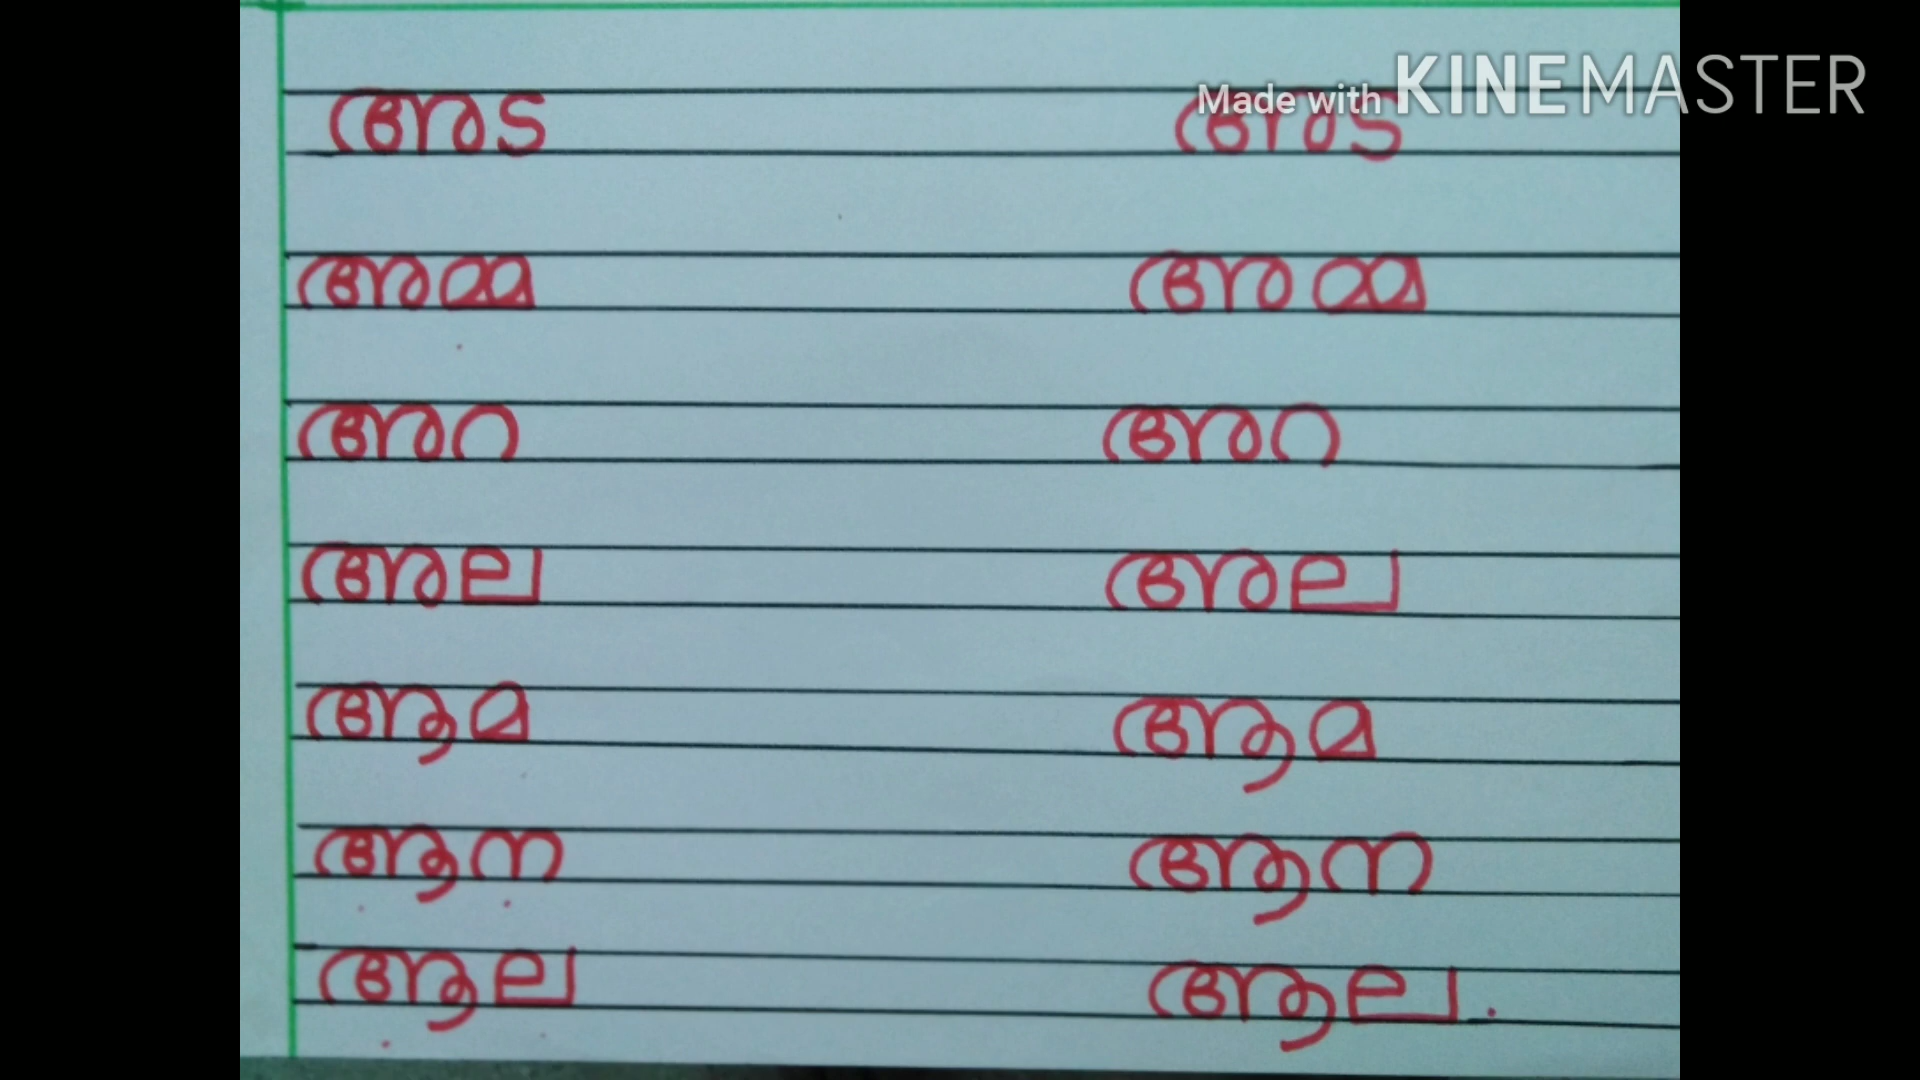 Made with KINEMASTER
അട അട
അമ്മ അമ്മ
അറ അറ
അല അല
ആമ ആമ
ആന ആന
ആല ആല.